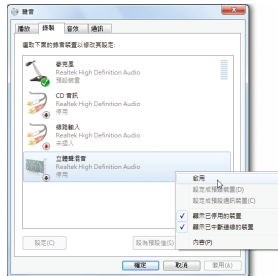 聲音
播放 錄製 音效 通訊
選取下面的錄音裝置以修改其設定:
麥克風
Realtek High Definition Audio
預設裝置
CD 音訊
Realtek High Definition Audio
停用
線路輸入
Realtek High Definition Audio
未插入
立體聲混音
Realtek High Definition Audio
停用
啟用
設定成預設裝置(D)
設定成預設通訊裝置(C)
顯示已停用的裝置
顯示已中斷連線的裝置
內容(P)
設定(C) 設為預設值(S)
確定 取消 套用(A)